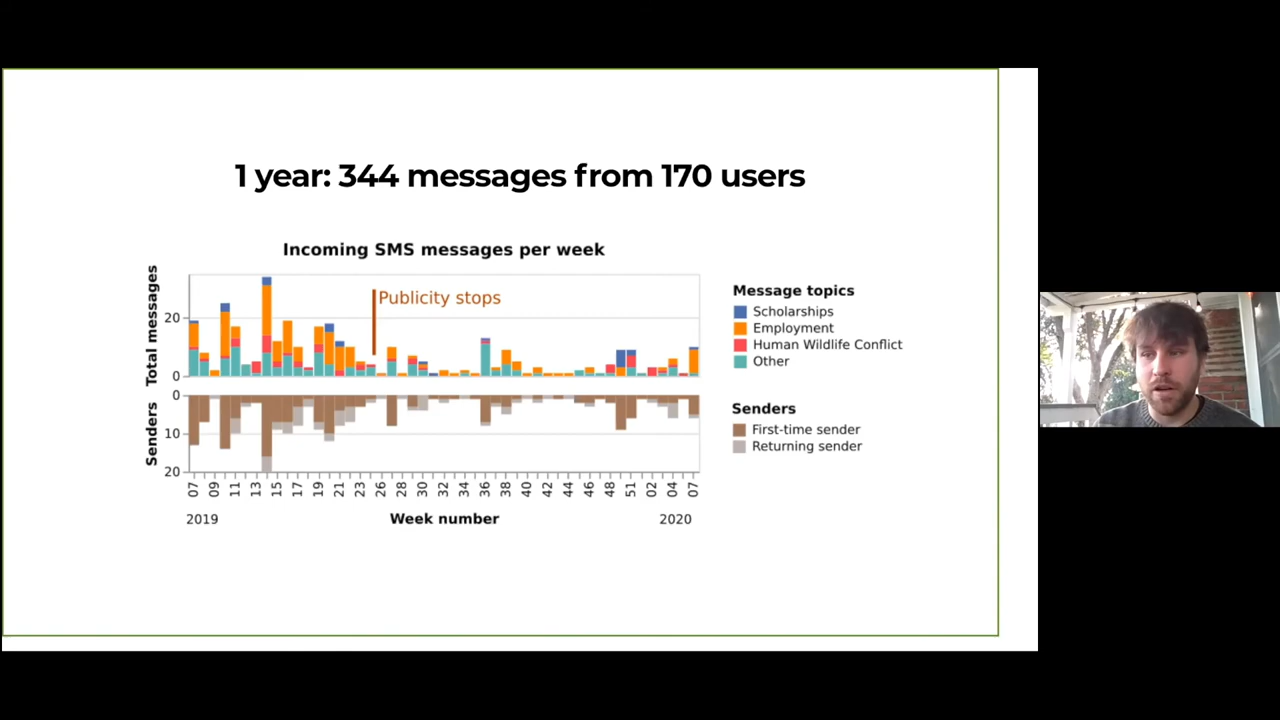 1 year: 344 messages from 170 users
Incoming SMS messages per week
Total messages
20
0
Publicity stops
Message topics
Scholarships
Employment
Human Wildlife Conflict
Other
Senders
0
10
20
Senders
First-time sender
Returning sender
07 09 11 13 15 17 19 21 23 25 26 28 30 32 34 36 38 40 42 44 46 48 51 02 04 07
2019 Week number 2020